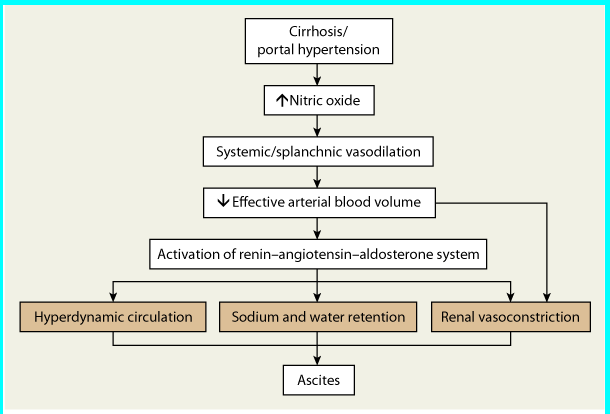 Cirrhosis/
portal hypertension
↑Nitric oxide
Systemic/splanchnic vasodilation
↓Effective arterial blood volume
Activation of renin–angiotensin–aldosterone system
Hyperdynamic circulation
Sodium and water retention
Renal vasoconstriction
Ascites